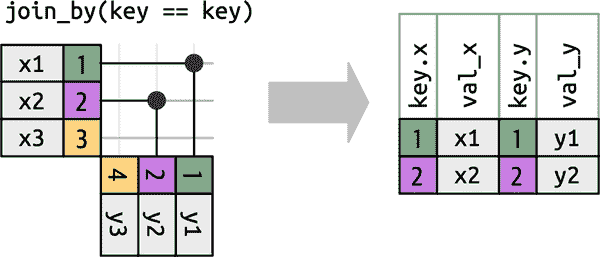 join_by(key == key)
x1 1
x2 2
x3 3
4 2 1
y3 y2 y1
key.x val_x key.y val_y
1 x1 1 y1
2 x2 2 y2